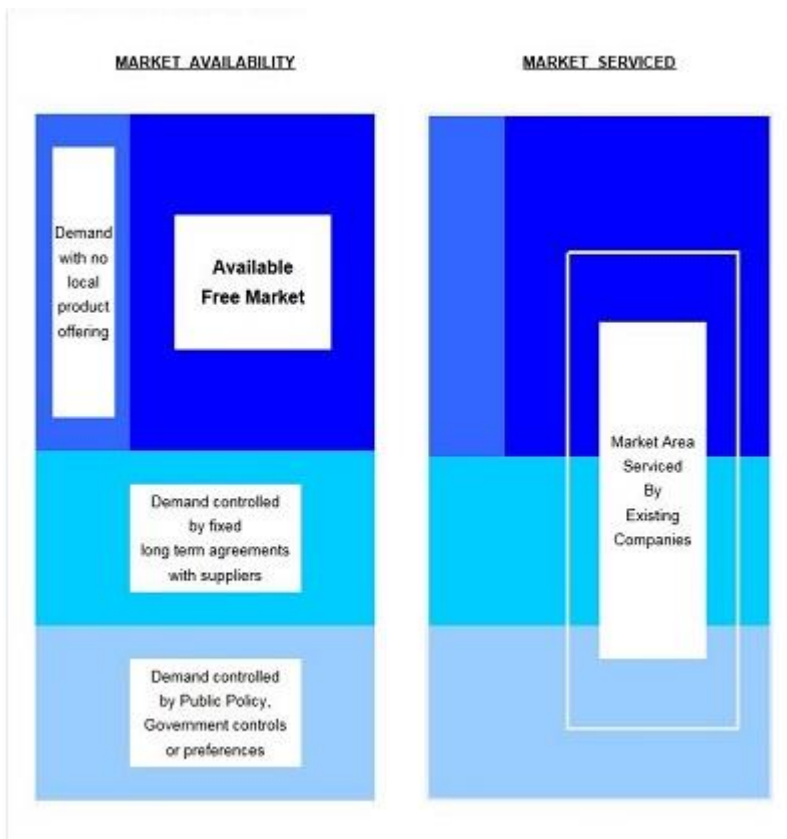 MARKET AVAILABILITY
MARKET SERVICED
Demand
with no
local
product
offering
Available
Free Market
Demand controlled
by fixed
long term agreements
with suppliers
Demand controlled
by Public Policy,
Government controls
or preferences
Market Area
Serviced
By
Existing
Companies